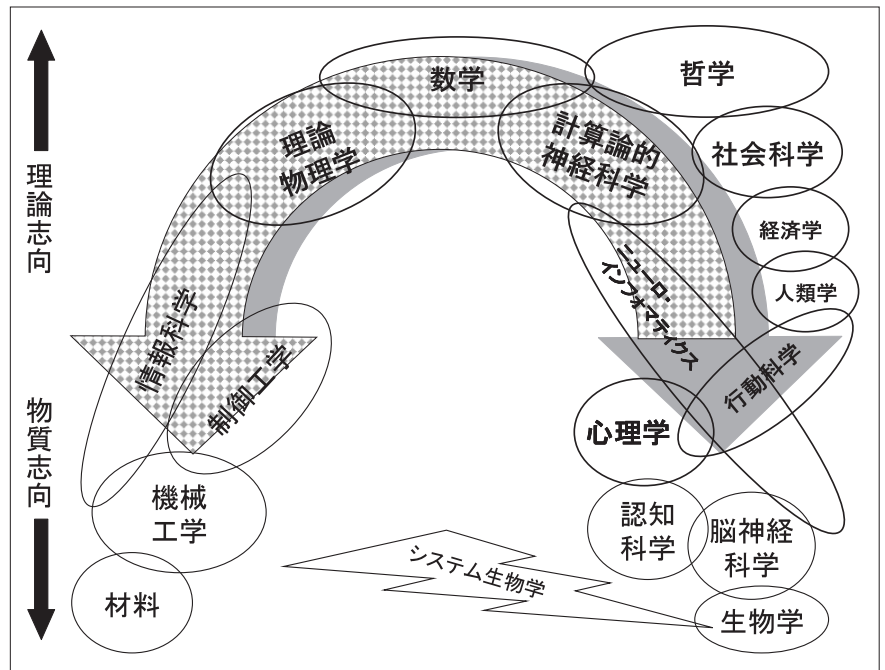 理論志向
物質志向
数学
哲学
理論
物理学
計算論的
神経科学
社会科学
経済学
人類学
ニューロ・
インフォマティクス
情報科学
制御工学
行動科学
心理学
機械
工学
認知
科学
脳神経
科学
システム生物学
材料
生物学